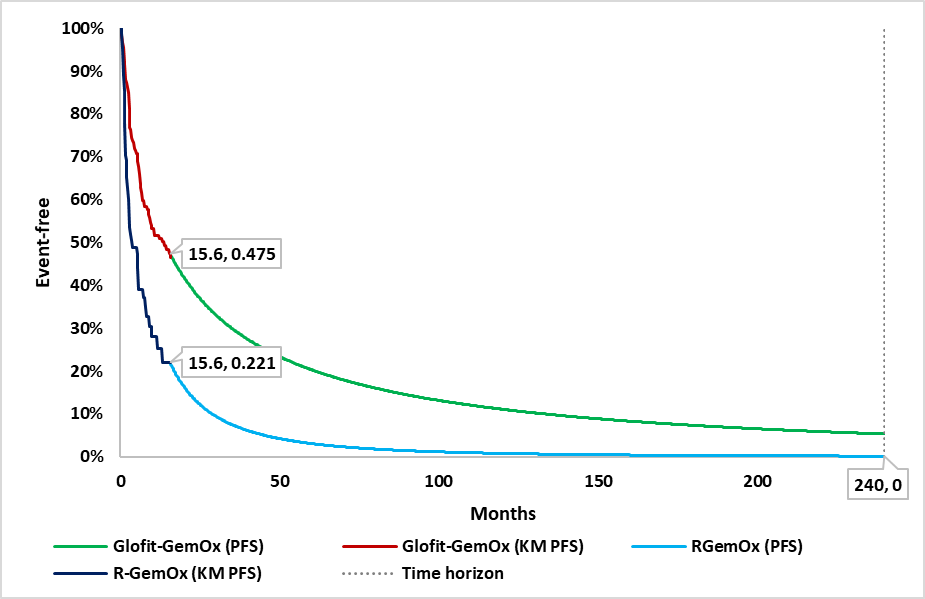 100%
90%
80%
70%
60%
50%
40%
30%
20%
10%
0%
Event-free
15.6, 0.475
15.6, 0.221
240, 0
0 50 100 150 200
Months
Glofit-GemOx (PFS) Glofit-GemOx (KM PFS) RGemOx (PFS)
R-GemOx (KM PFS) Time horizon